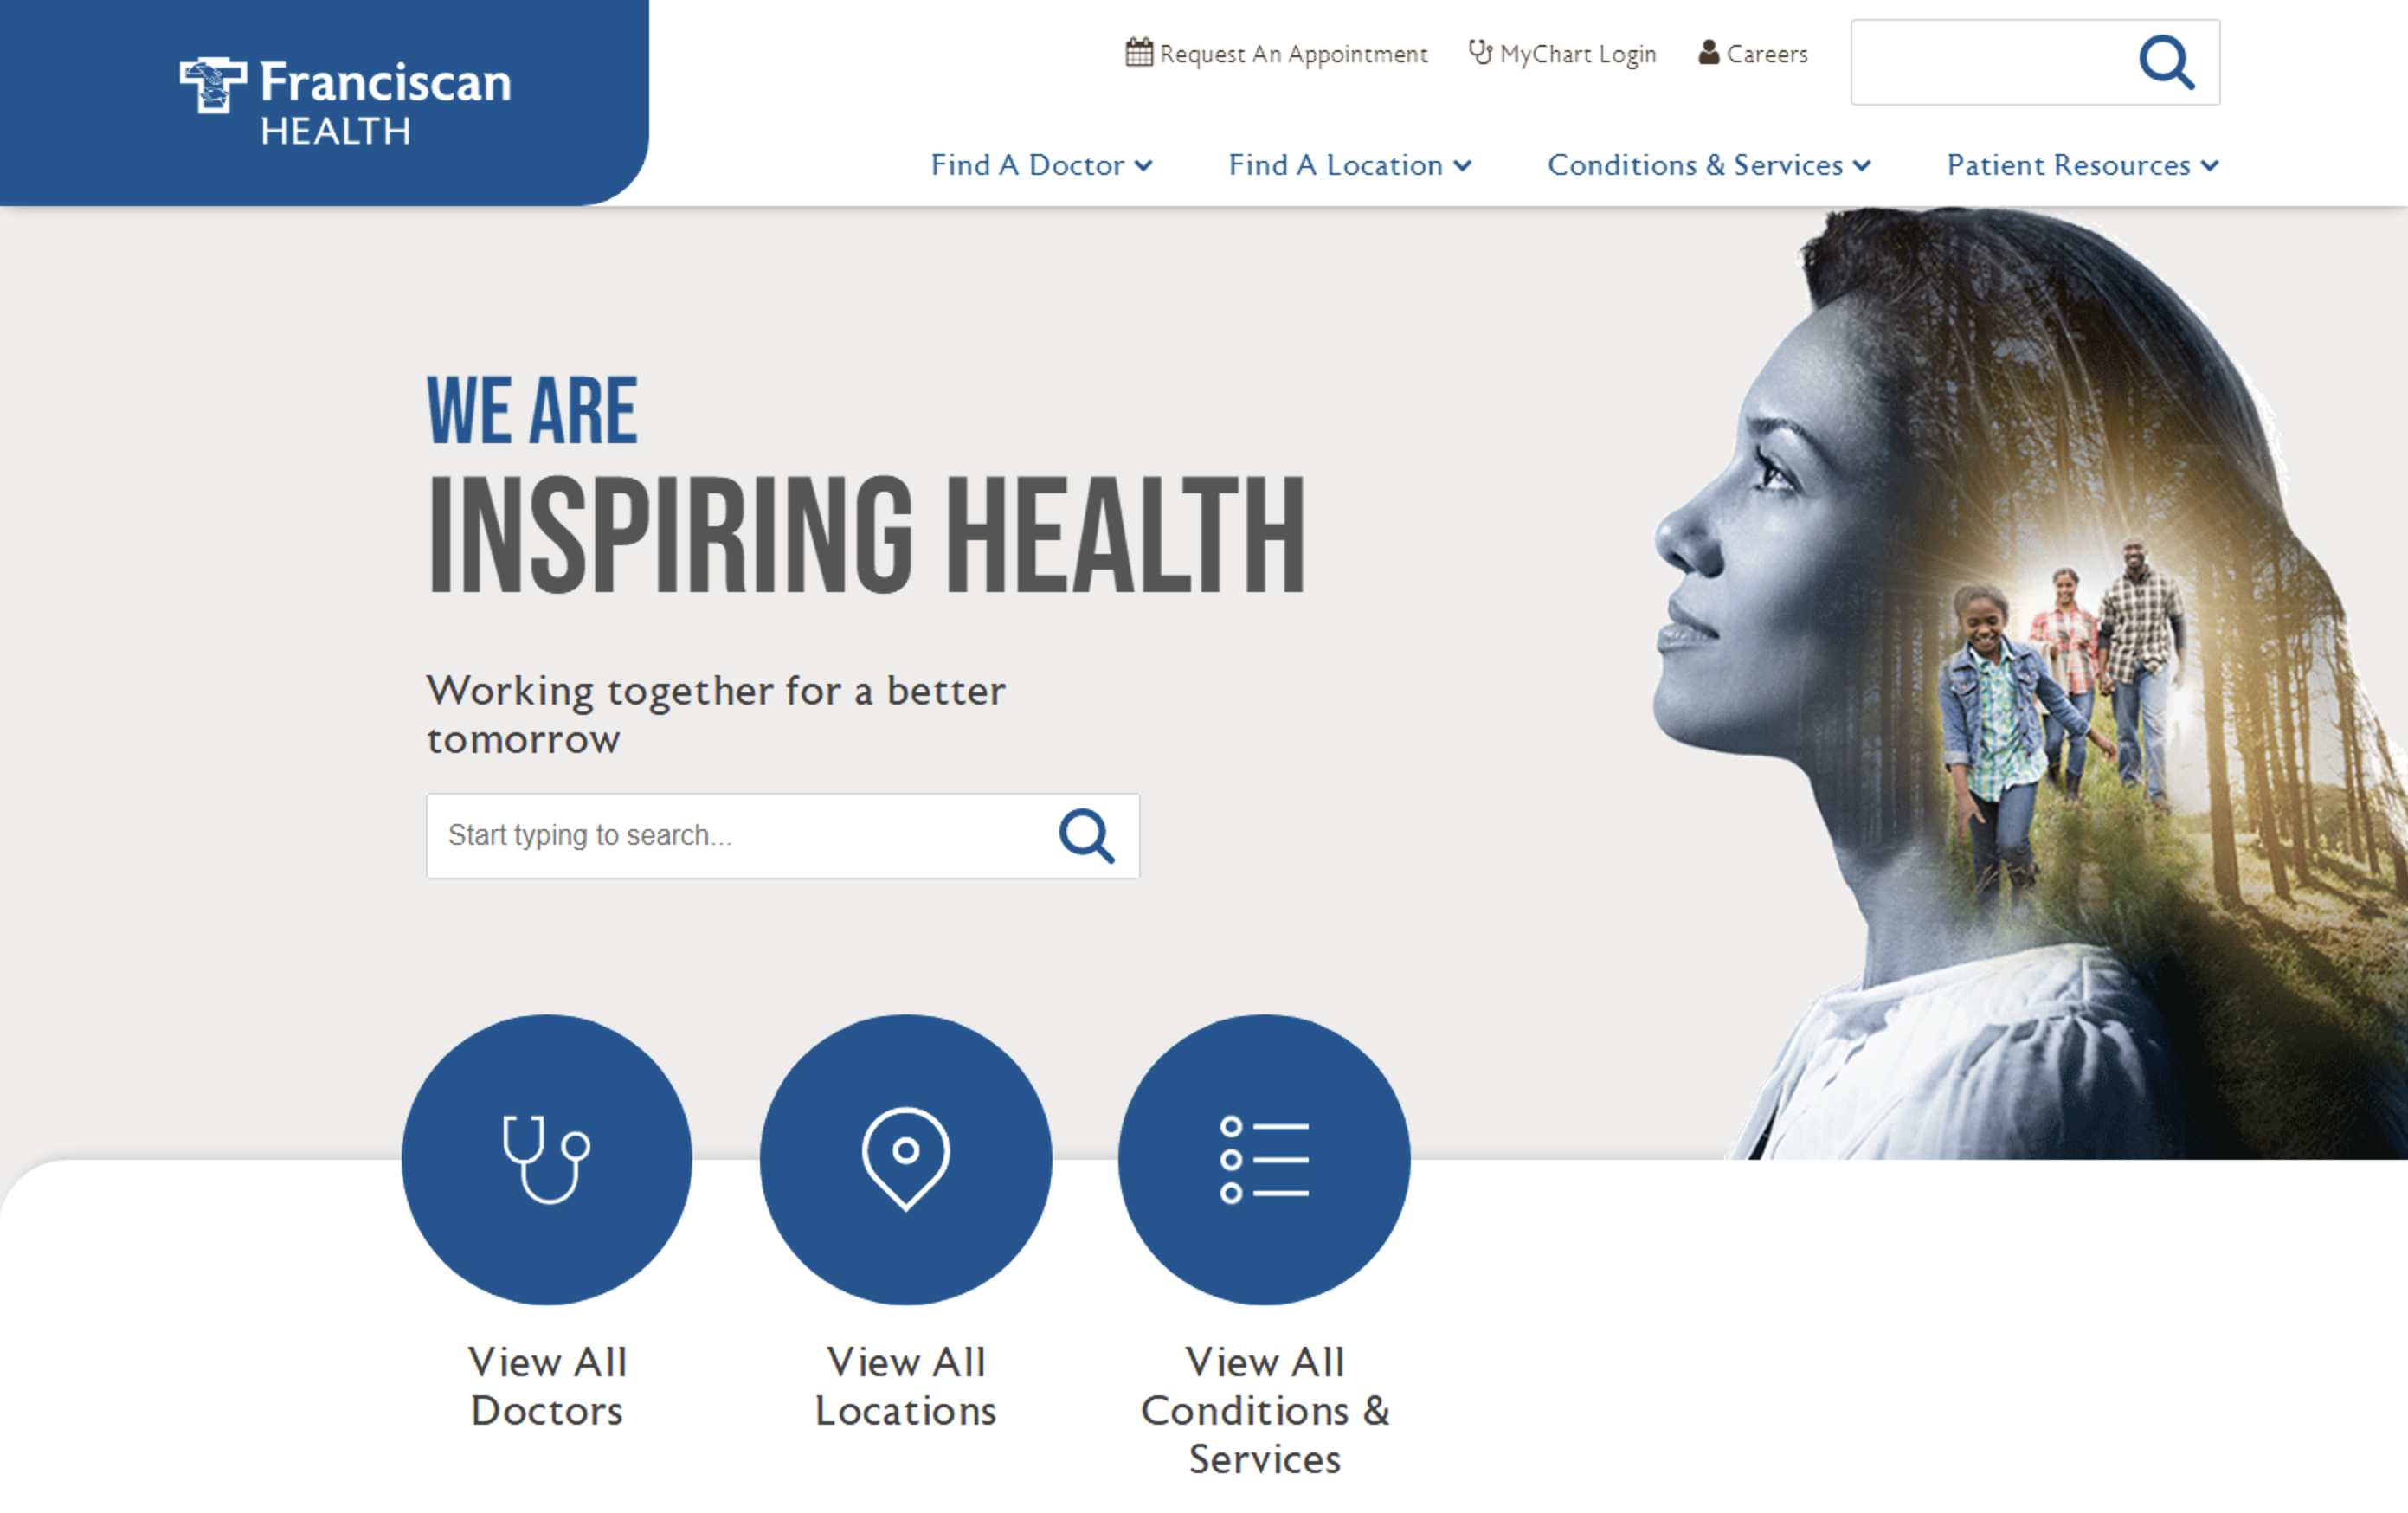 Franciscan
HEALTH
Request An Appointment
MyChart Login
Careers
Find A Doctor
Find A Location
Conditions & Services
Patient Resources
WE ARE
INSPIRING HEALTH
Working together for a better
tomorrow
Start typing to search...
View All
Doctors
View All
Locations
View All
Conditions &
Services